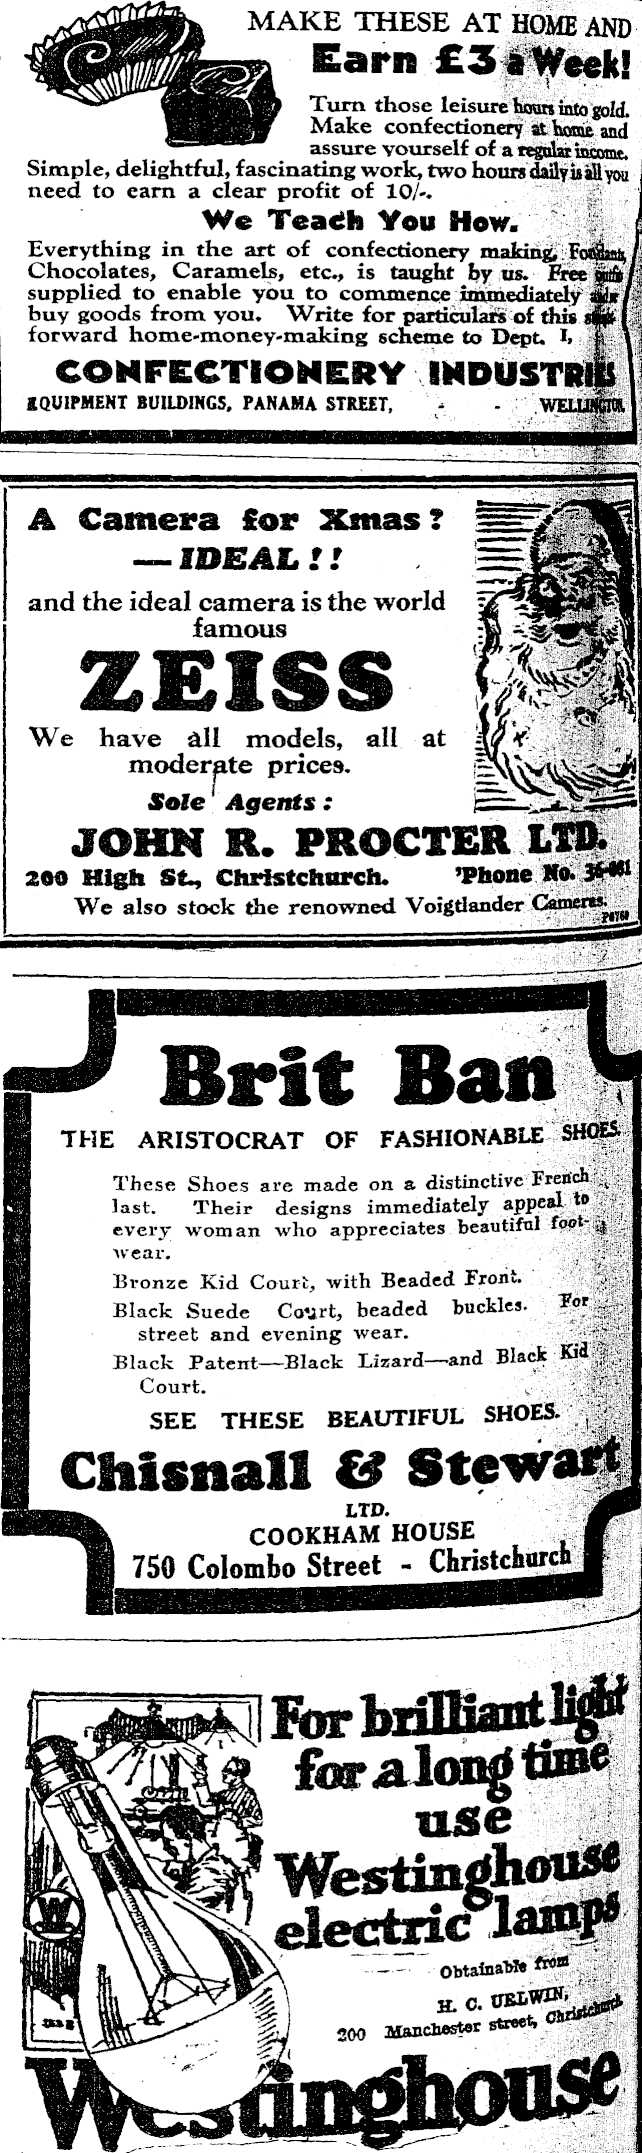 MAKE THESE AT HOME AND
Earn £3 a Week!
Turn those leisure hours into gold.
Make confectionery at home and
assure yourself of a regular income.
Simple, delightful, fascinating work, two hours daily is all you
need to earn a clear profit of 10/-.
We Teach You How.
Everything in the art of confectionery making, Fondants,
Chocolates, Caramels, etc., is taught by us. Free
supplied to enable you to commence immediately
buy goods from you. Write for particulars of this
forward home-money-making scheme to Dept. I,
CONFECTIONERY INDUSTRIES
EQUIPMENT BUILDINGS, PANAMA STREET, - - WELLINGTON
A Camera for Xmas?
—IDEAL!!
and the ideal camera is the world
famous
ZEISS
We have all models, all at
moderate prices.
Sole Agents:
JOHN R. PROCTER LTD.
200 High St., Christchurch. 'Phone No.
We also stock the renowned Voigtlander Cameras.
P8760
Brit Ban
THE ARISTOCRAT OF FASHIONABLE SHOES.
These Shoes are made on a distinctive French
last. Their designs immediately appeal to
every woman who appreciates beautiful foot-
wear.
Bronze Kid Court, with Beaded Front.
Black Suede Court, beaded buckles. For
street and evening wear.
Black Patent—Black Lizard—and Black Kid
Court.
SEE THESE BEAUTIFUL SHOES.
Chisnall & Stewart
LTD.
COOKHAM HOUSE
750 Colombo Street - Christchurch
For brilliant light
for a long time
use
Westinghouse
electric lamps
W
Obtainable from
H. C. URLWIN,
200 Manchester street, Christchurch
Westinghouse